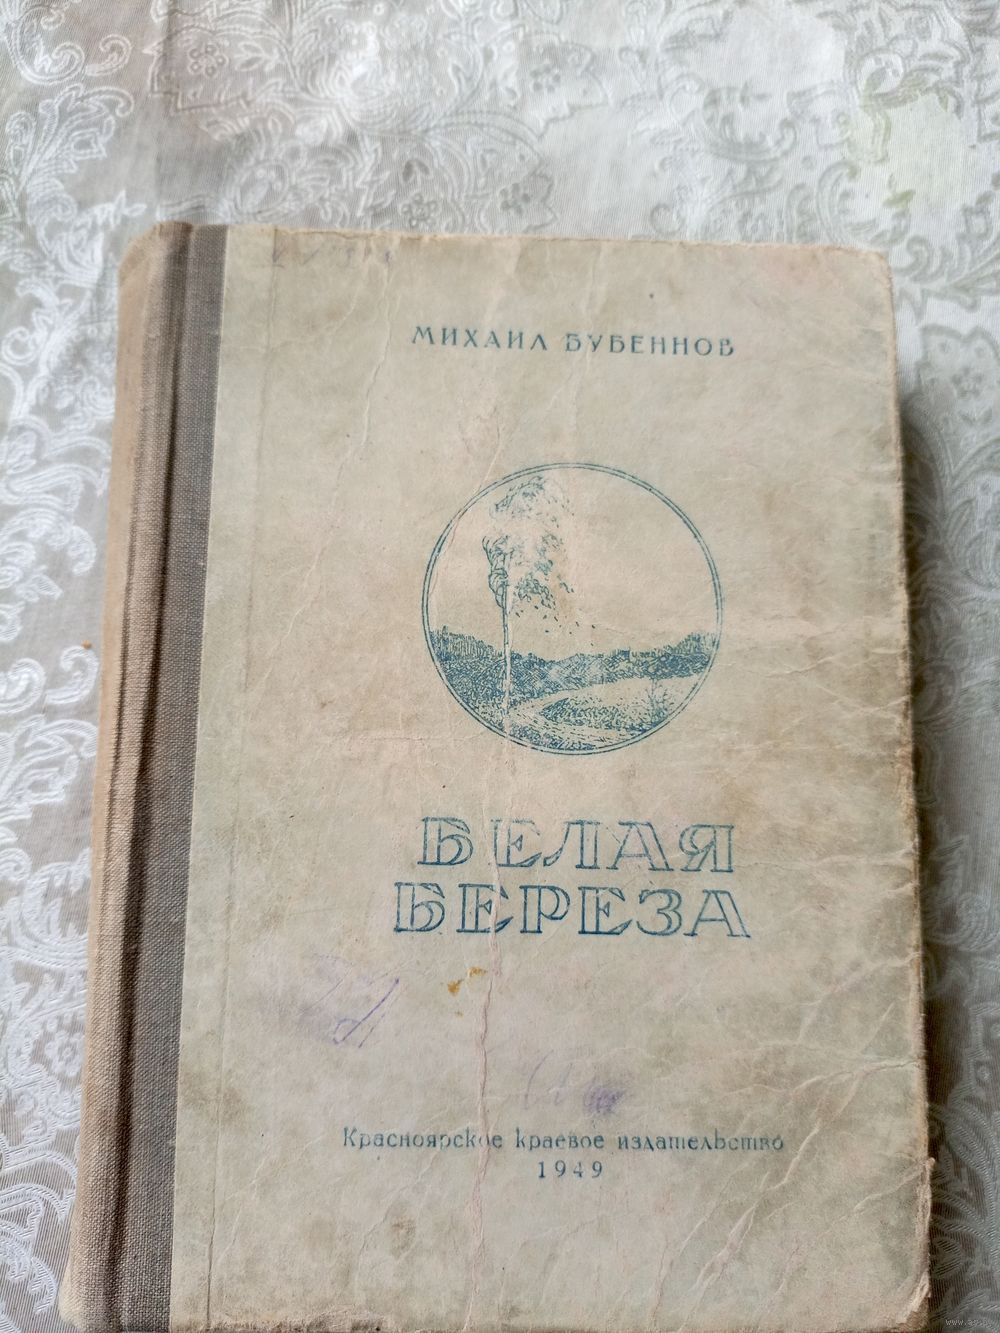 МИХАИЛ БУБЕННОВ
БЕЛАЯ
БЕРЕЗА
Красноярское краевое издательство
1949